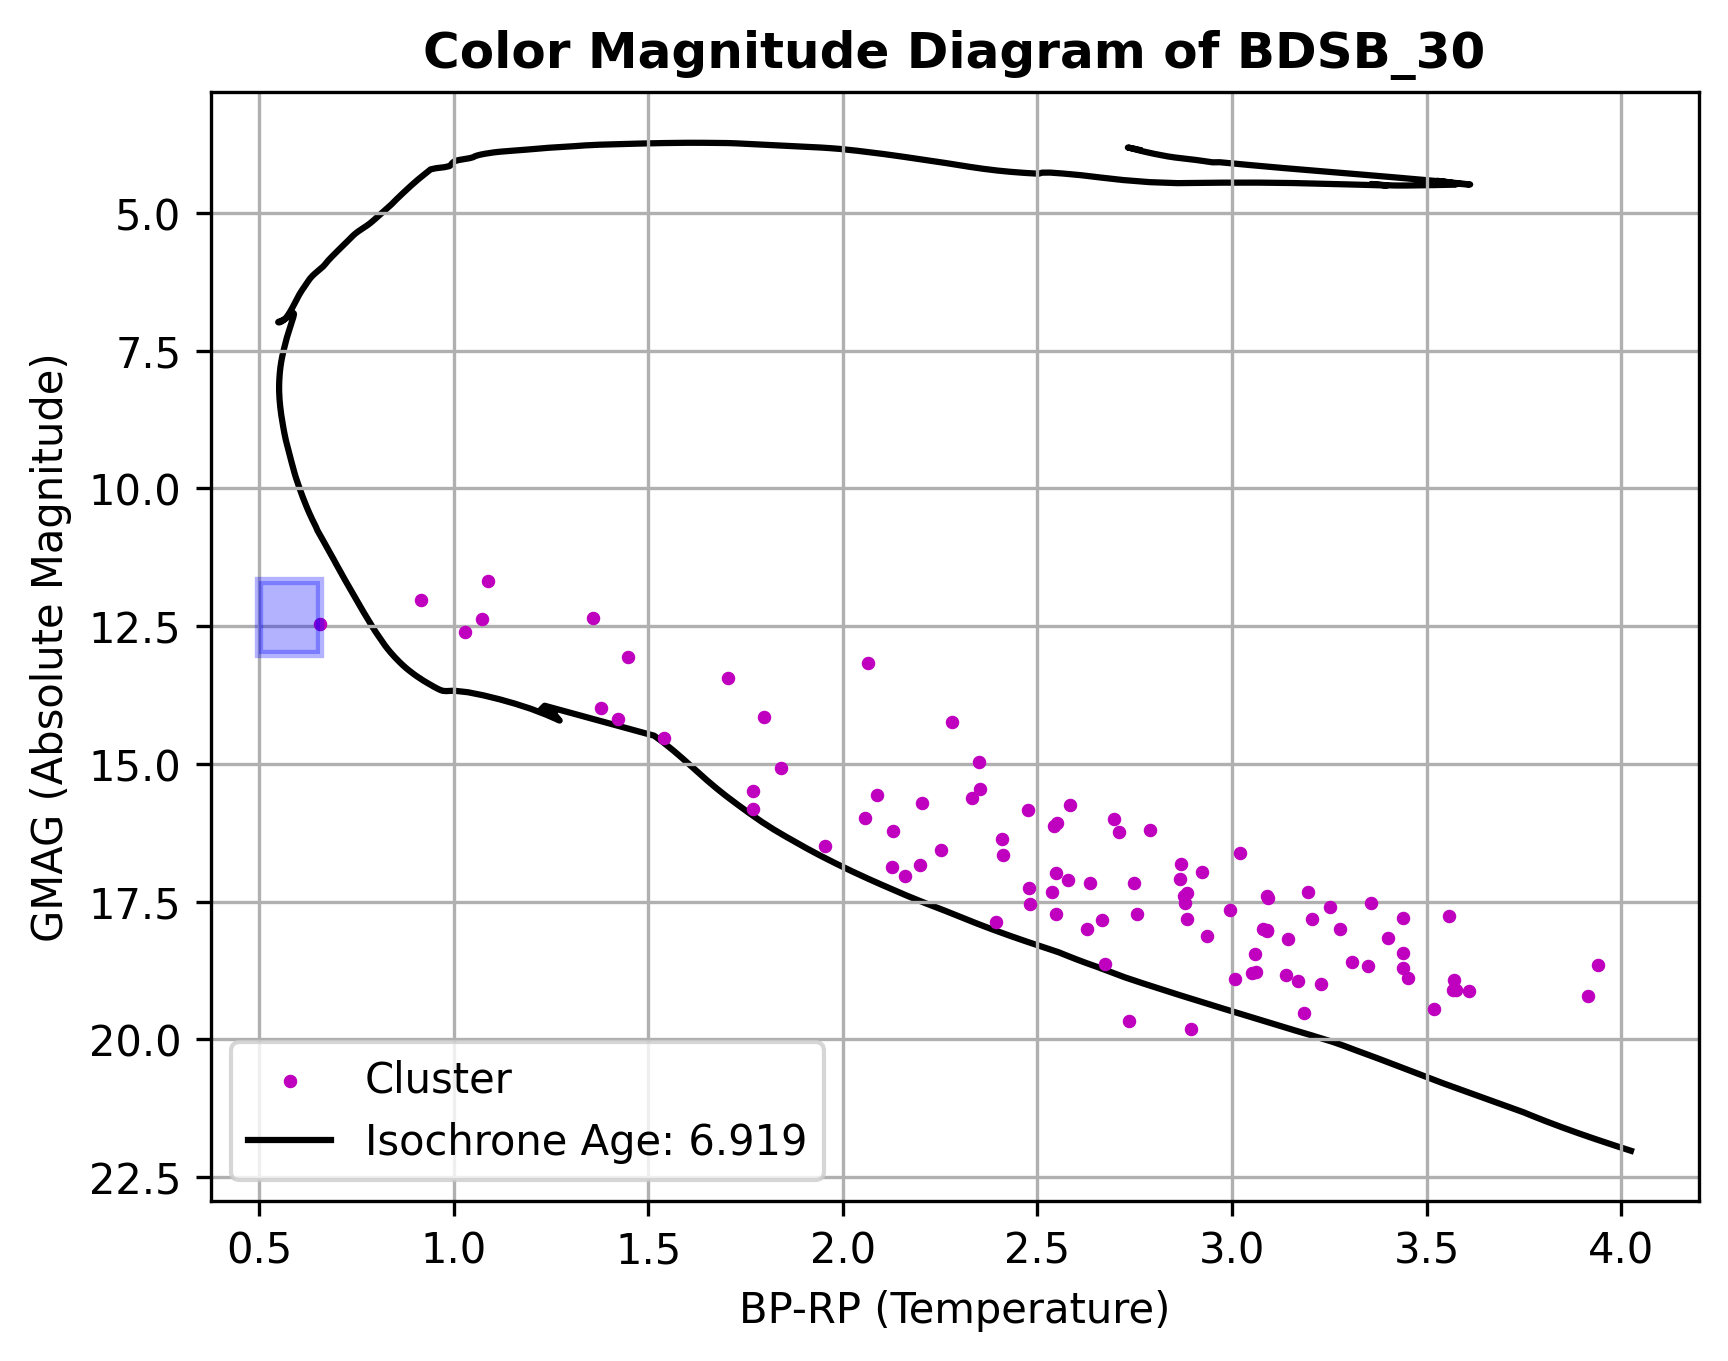 Color Magnitude Diagram of BDSB_30
GMAG (Absolute Magnitude)
5.0
7.5
10.0
12.5
15.0
17.5
20.0
22.5
Cluster
Isochrone Age: 6.919
0.5 1.0 1.5 2.0 2.5 3.0 3.5 4.0
BP-RP (Temperature)